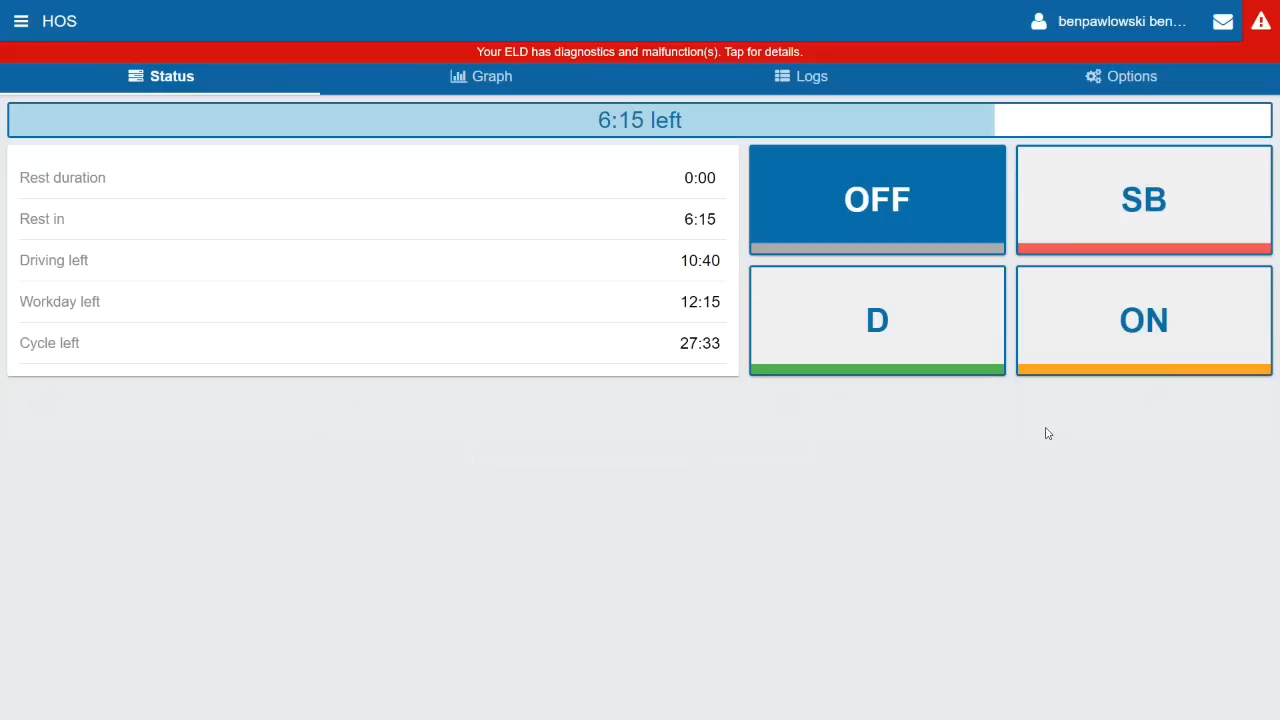 HOS
benpawlowski ben...
Your ELD has diagnostics and malfunction(s). Tap for details.
Status
Graph
Logs
Options
6:15 left
Rest duration 0:00
Rest in 6:15
Driving left 10:40
Workday left 12:15
Cycle left 27:33
OFF
SB
D
ON